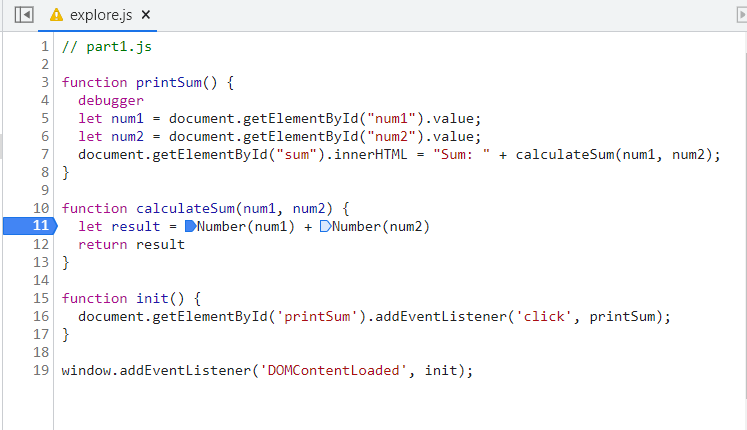 explore.js ×
1 // part1.js
2
3 function printSum() {
4   debugger
5   let num1 = document.getElementById("num1").value;
6   let num2 = document.getElementById("num2").value;
7   document.getElementById("sum").innerHTML = "Sum: " + calculateSum(num1, num2);
8 }
9
10 function calculateSum(num1, num2) {
11   let result = Number(num1) + Number(num2)
12   return result
13 }
14
15 function init() {
16   document.getElementById('printSum').addEventListener('click', printSum);
17 }
18
19 window.addEventListener('DOMContentLoaded', init);